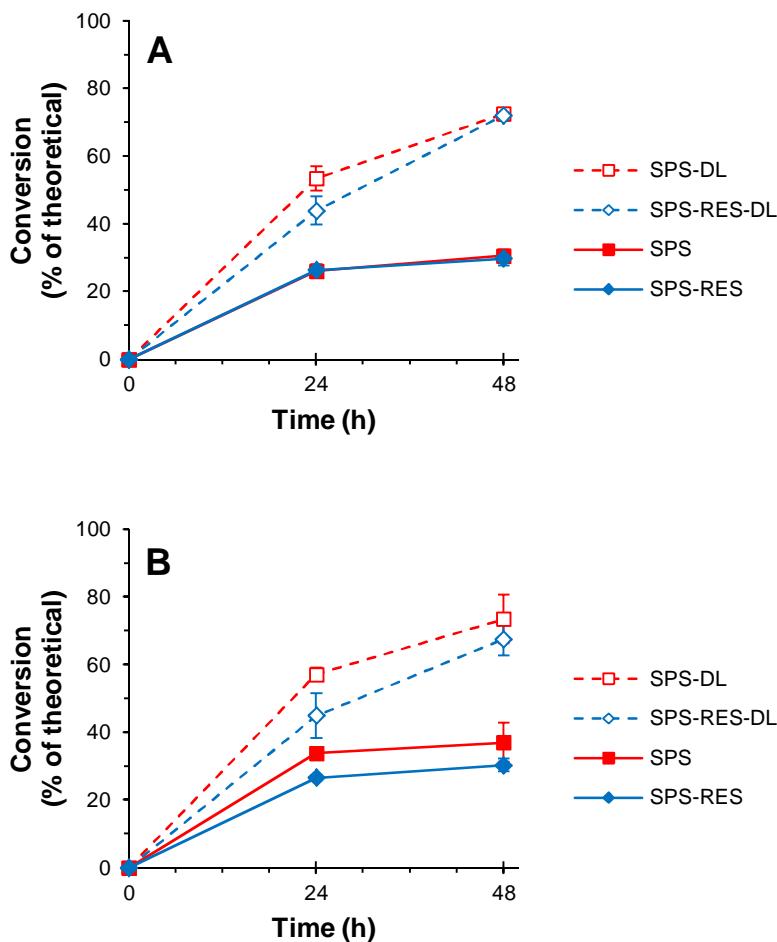 A
100
80
60
40
20
0
Conversion
(% of theoretical)
0 24 48
Time (h)
SPS-DL
SPS-RES-DL
SPS
SPS-RES
B
100
80
60
40
20
0
Conversion
(% of theoretical)
0 24 48
Time (h)
SPS-DL
SPS-RES-DL
SPS
SPS-RES